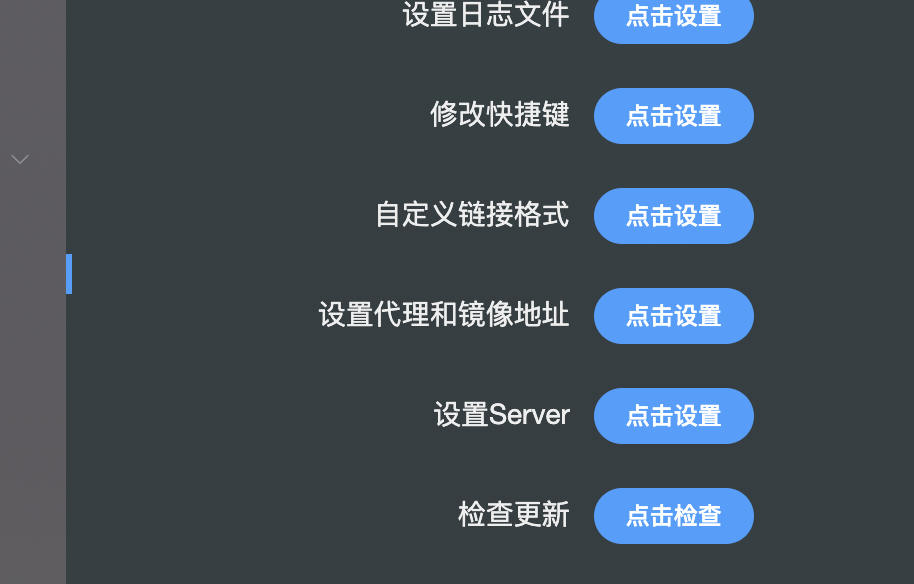 设置日志文件 点击设置
修改快捷键 点击设置
自定义链接格式 点击设置
设置代理和镜像地址 点击设置
设置Server 点击设置
检查更新 点击检查